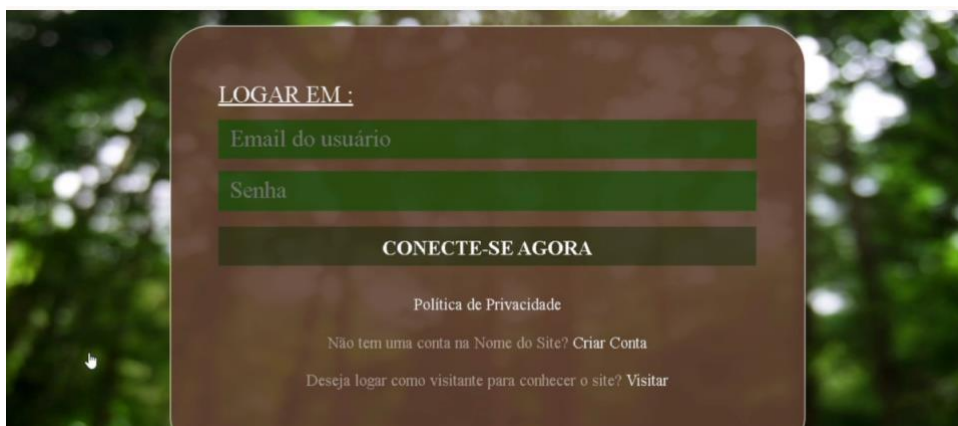 LOGAR EM :
Email do usuário
Senha
CONECTE-SE AGORA
Política de Privacidade
Não tem uma conta na Nome do Site? Criar Conta
Deseja logar como visitante para conhecer o site? Visitar